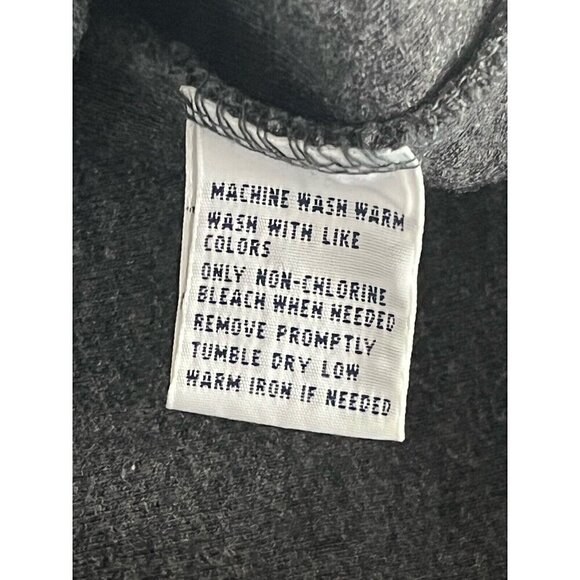 MACHINE WASH WARM
WASH WITH LIKE
COLORS
ONLY NON-CHLORINE
BLEACH WHEN NEEDED
REMOVE PROMPTLY
TUMBLE DRY LOW
WARM IRON IF NEEDED